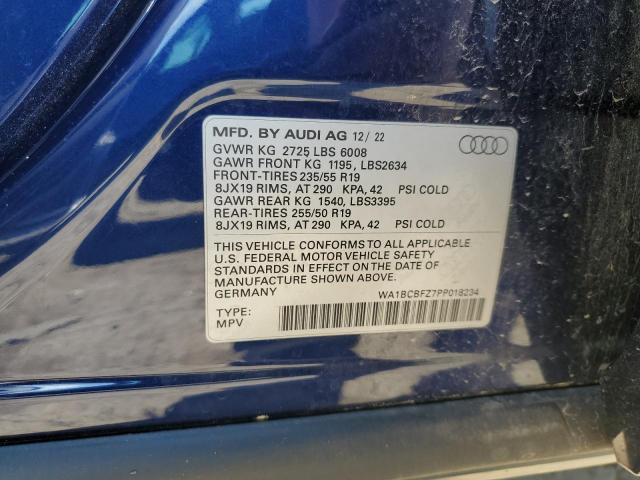 MFD. BY AUDI AG 12/ 22
GVWR KG 2725 LBS 6008
GAWR FRONT KG 1195, LBS2634
FRONT-TIRES 235/55 R19
8JX19 RIMS, AT 290 KPA, 42 PSI COLD
GAWR REAR KG 1540, LBS3395
REAR-TIRES 255/50 R19
8JX19 RIMS, AT 290 KPA, 42 PSI COLD
THIS VEHICLE CONFORMS TO ALL APPLICABLE
U.S. FEDERAL MOTOR VEHICLE SAFETY
STANDARDS IN EFFECT ON THE DATE OF
MANUFACTURE SHOWN ABOVE.
GERMANY WA1BCBFZ7PP018234
TYPE:
MPV